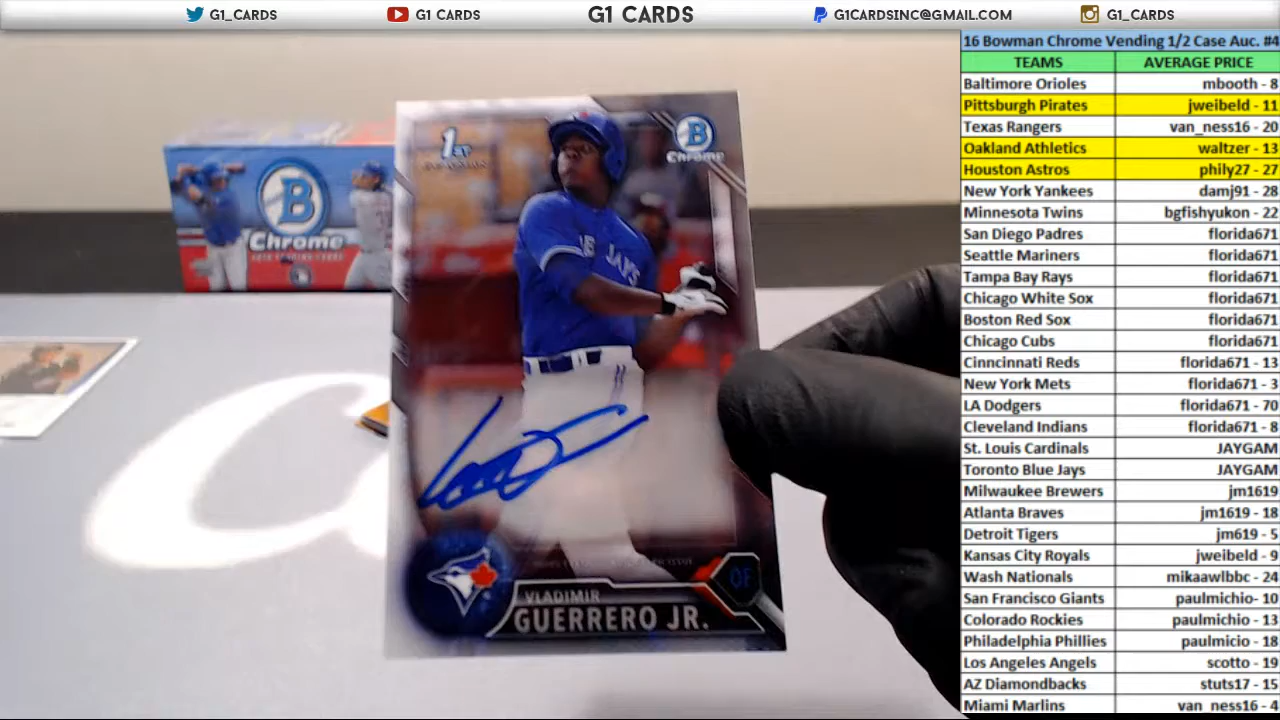 G1_CARDS
G1 CARDS
G1 CARDS
G1CARDSINC@GMAIL.COM
G1_CARDS
16 Bowman Chrome Vending 1/2 Case Auc. #4
TEAMS AVERAGE PRICE
Baltimore Orioles mbooth - 8
Pittsburgh Pirates jweibeld - 11
Texas Rangers van_ness16 - 20
Oakland Athletics waltzer - 13
Houston Astros phily27 - 27
New York Yankees damj91 - 28
Minnesota Twins bgfishyukon - 22
San Diego Padres florida671
Seattle Mariners florida671
Tampa Bay Rays florida671
Chicago White Sox florida671
Boston Red Sox florida671
Chicago Cubs florida671
Cinncinnati Reds florida671 - 13
New York Mets florida671 - 3
LA Dodgers florida671 - 70
Cleveland Indians florida671 - 8
St. Louis Cardinals JAYGAM
Toronto Blue Jays JAYGAM
Milwaukee Brewers jm1619
Atlanta Braves jm1619 - 18
Detroit Tigers jm619 - 5
Kansas City Royals jweibeld - 9
Wash Nationals mikaawlbbc - 24
San Francisco Giants paulmichio- 10
Colorado Rockies paulmichio - 13
Philadelphia Phillies paulmicio - 18
Los Angeles Angels scotto - 19
AZ Diamondbacks stuts17 - 15
Miami Marlins van_ness16 - 4
B
Chrome
1ST
B
Chrome
JAYS
OF
VLADIMIR
GUERRERO JR.